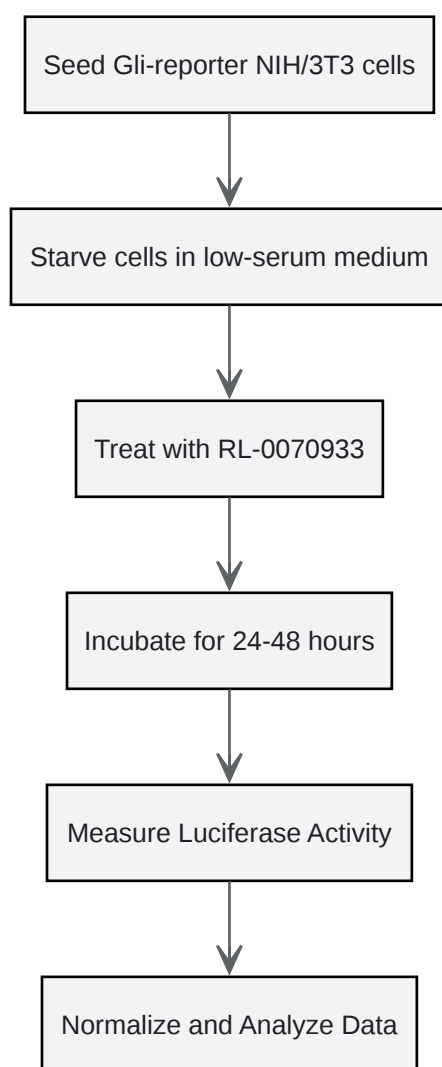 Seed Gli-reporter NIH/3T3 cells
Starve cells in low-serum medium
Treat with RL-0070933
Incubate for 24-48 hours
Measure Luciferase Activity
Normalize and Analyze Data